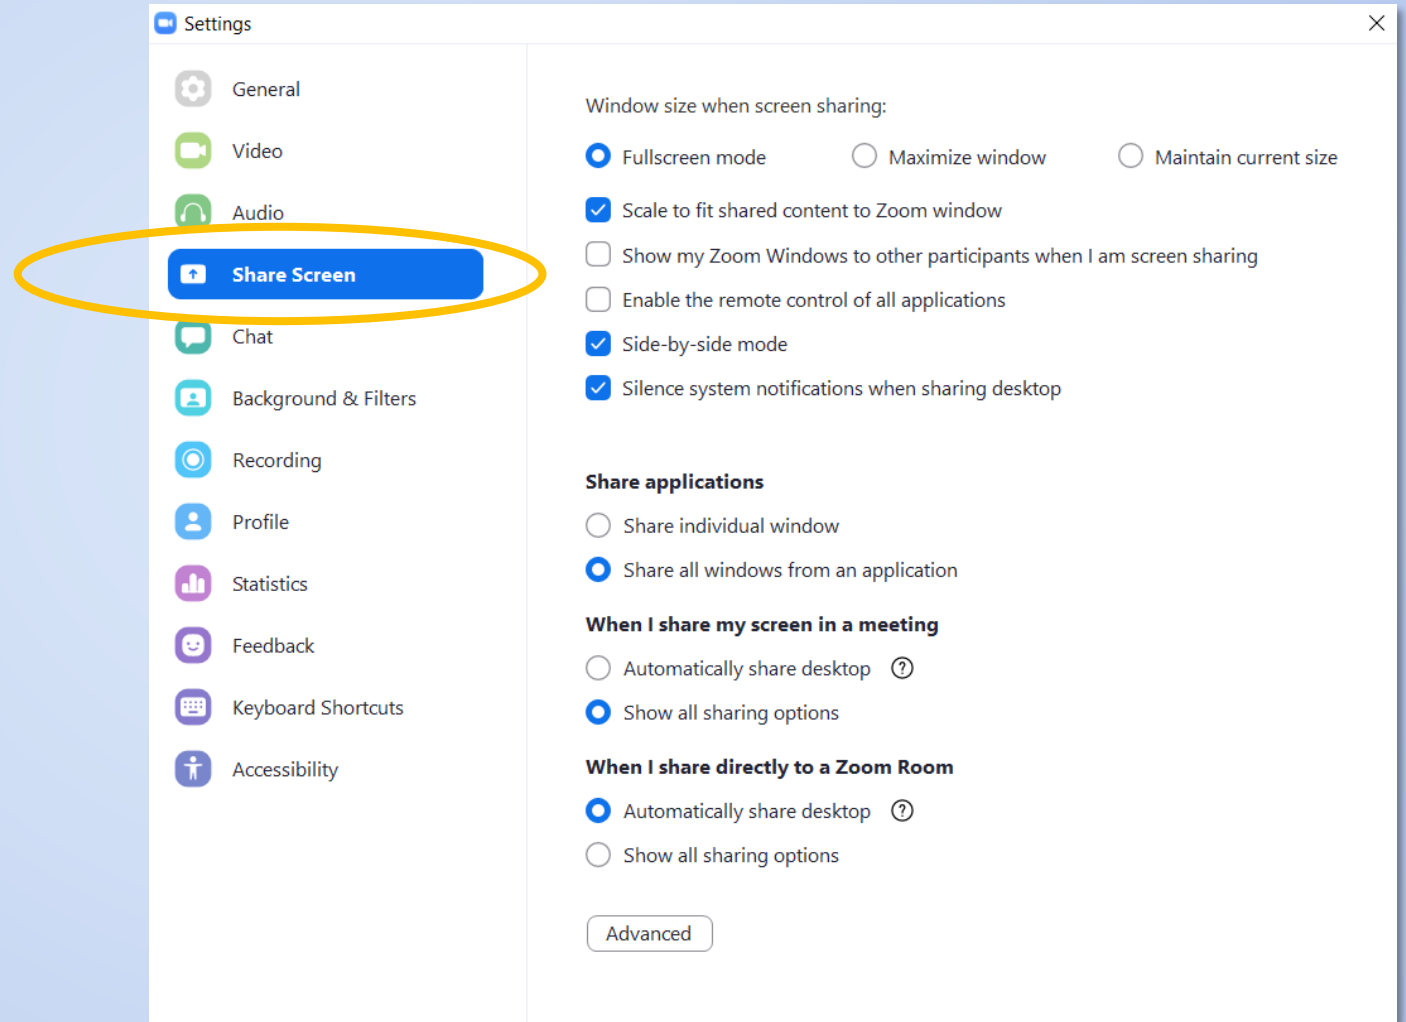 Settings
General
Video
Audio
Share Screen
Chat
Background & Filters
Recording
Profile
Statistics
Feedback
Keyboard Shortcuts
Accessibility
Window size when screen sharing:
Fullscreen mode Maximize window Maintain current size
Scale to fit shared content to Zoom window
Show my Zoom Windows to other participants when I am screen sharing
Enable the remote control of all applications
Side-by-side mode
Silence system notifications when sharing desktop
Share applications
Share individual window
Share all windows from an application
When I share my screen in a meeting
Automatically share desktop ?
Show all sharing options
When I share directly to a Zoom Room
Automatically share desktop ?
Show all sharing options
Advanced